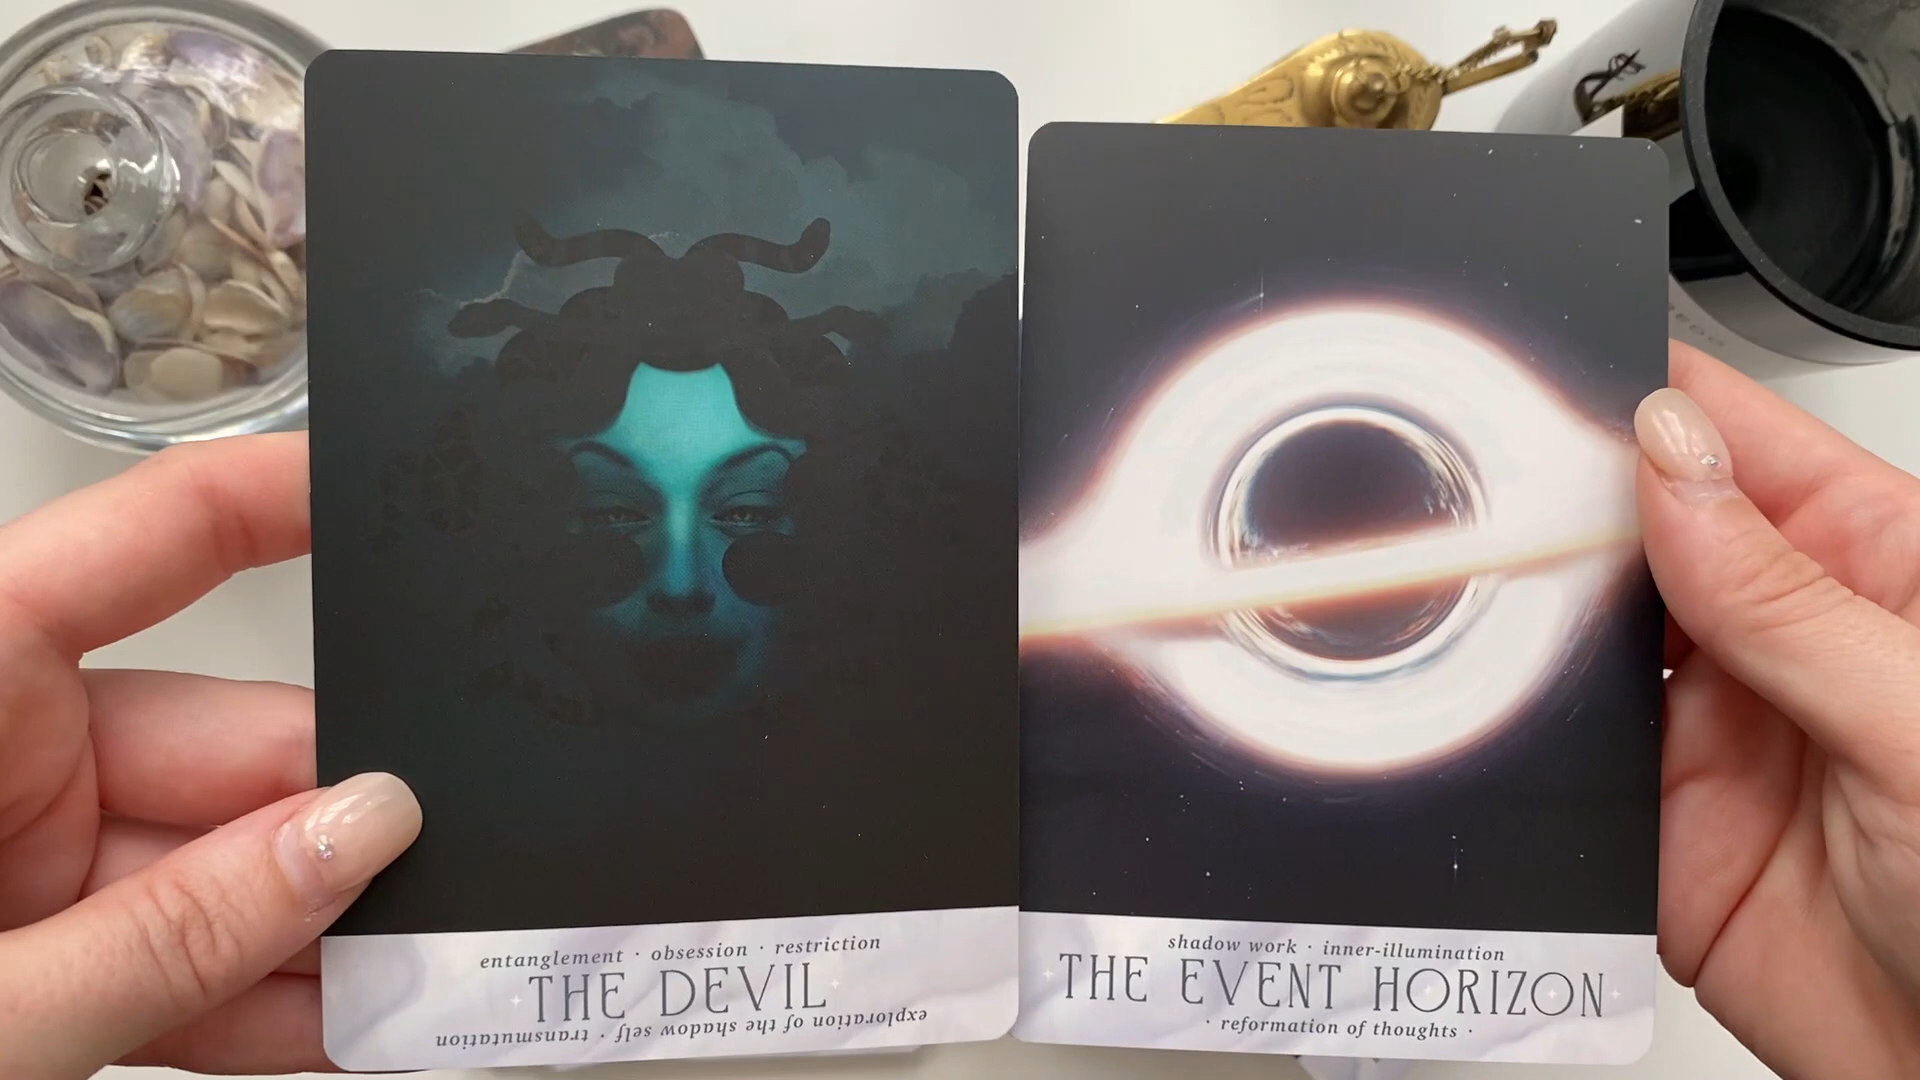 entanglement · obsession · restriction
THE DEVIL
exploration of the shadow self · transmutation
shadow work · inner-illumination
THE EVENT HORIZON
· reformation of thoughts ·